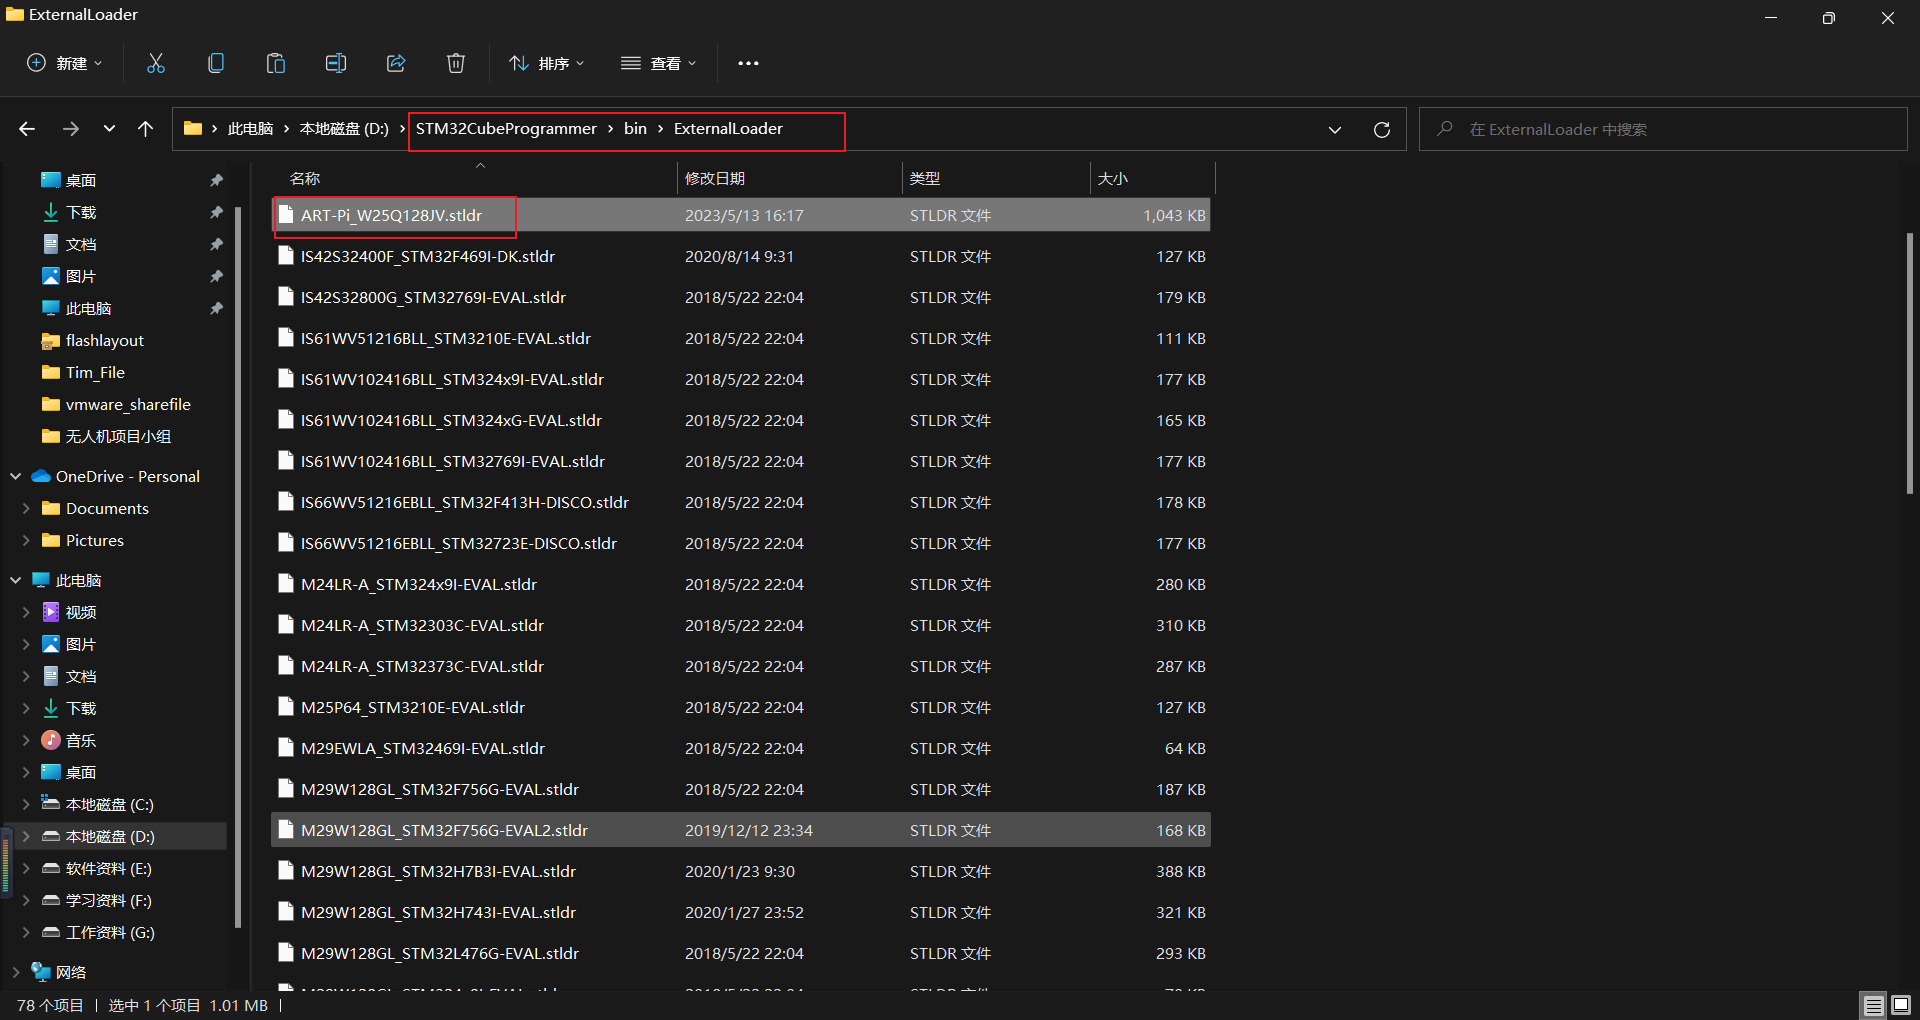 ExternalLoader
新建
排序
查看
此电脑
本地磁盘 (D:)
STM32CubeProgrammer
bin
ExternalLoader
在 ExternalLoader 中搜索
桌面
下载
文档
图片
此电脑
flashlayout
Tim_File
vmware_sharefile
无人机项目小组
OneDrive - Personal
Documents
Pictures
此电脑
视频
图片
文档
下载
音乐
桌面
本地磁盘 (C:)
本地磁盘 (D:)
软件资料 (E:)
学习资料 (F:)
工作资料 (G:)
网络
名称 修改日期 类型 大小
ART-Pi_W25Q128JV.stldr 2023/5/13 16:17 STLDR 文件 1,043 KB
IS42S32400F_STM32F469I-DK.stldr 2020/8/14 9:31 STLDR 文件 127 KB
IS42S32800G_STM32769I-EVAL.stldr 2018/5/22 22:04 STLDR 文件 179 KB
IS61WV51216BLL_STM3210E-EVAL.stldr 2018/5/22 22:04 STLDR 文件 111 KB
IS61WV102416BLL_STM324x9I-EVAL.stldr 2018/5/22 22:04 STLDR 文件 177 KB
IS61WV102416BLL_STM324xG-EVAL.stldr 2018/5/22 22:04 STLDR 文件 165 KB
IS61WV102416BLL_STM32769I-EVAL.stldr 2018/5/22 22:04 STLDR 文件 177 KB
IS66WV51216EBLL_STM32F413H-DISCO.stldr 2018/5/22 22:04 STLDR 文件 178 KB
IS66WV51216EBLL_STM32723E-DISCO.stldr 2018/5/22 22:04 STLDR 文件 177 KB
M24LR-A_STM324x9I-EVAL.stldr 2018/5/22 22:04 STLDR 文件 280 KB
M24LR-A_STM32303C-EVAL.stldr 2018/5/22 22:04 STLDR 文件 310 KB
M24LR-A_STM32373C-EVAL.stldr 2018/5/22 22:04 STLDR 文件 287 KB
M25P64_STM3210E-EVAL.stldr 2018/5/22 22:04 STLDR 文件 127 KB
M29EWLA_STM32469I-EVAL.stldr 2018/5/22 22:04 STLDR 文件 64 KB
M29W128GL_STM32F756G-EVAL.stldr 2018/5/22 22:04 STLDR 文件 187 KB
M29W128GL_STM32F756G-EVAL2.stldr 2019/12/12 23:34 STLDR 文件 168 KB
M29W128GL_STM32H7B3I-EVAL.stldr 2020/1/23 9:30 STLDR 文件 388 KB
M29W128GL_STM32H743I-EVAL.stldr 2020/1/27 23:52 STLDR 文件 321 KB
M29W128GL_STM32L476G-EVAL.stldr 2018/5/22 22:04 STLDR 文件 293 KB
78 个项目 选中 1 个项目 1.01 MB